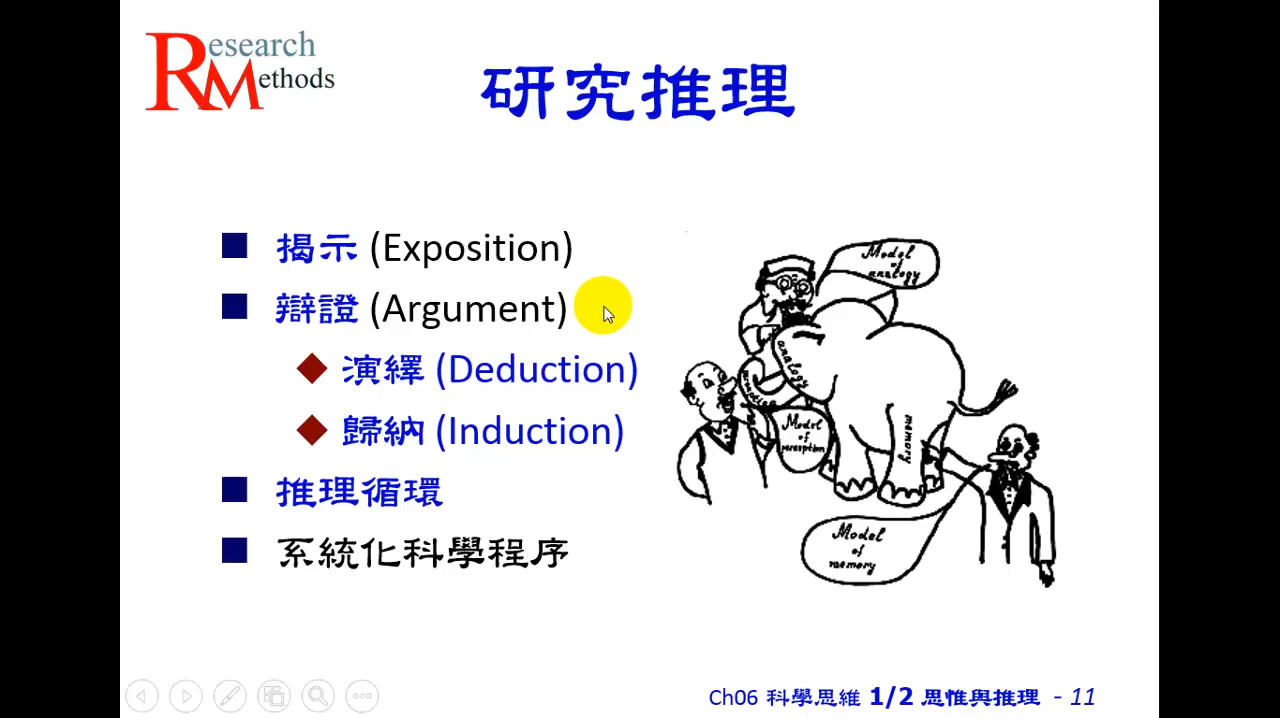 Research
Methods
研究推理
揭示 (Exposition)
辯證 (Argument)
演繹 (Deduction)
歸納 (Induction)
推理循環
系統化科學程序
Model
of
analogy
analogy
Model
of
perception
memory
Model
of
memory
Ch06 科學思維 1/2 思惟與推理 - 11